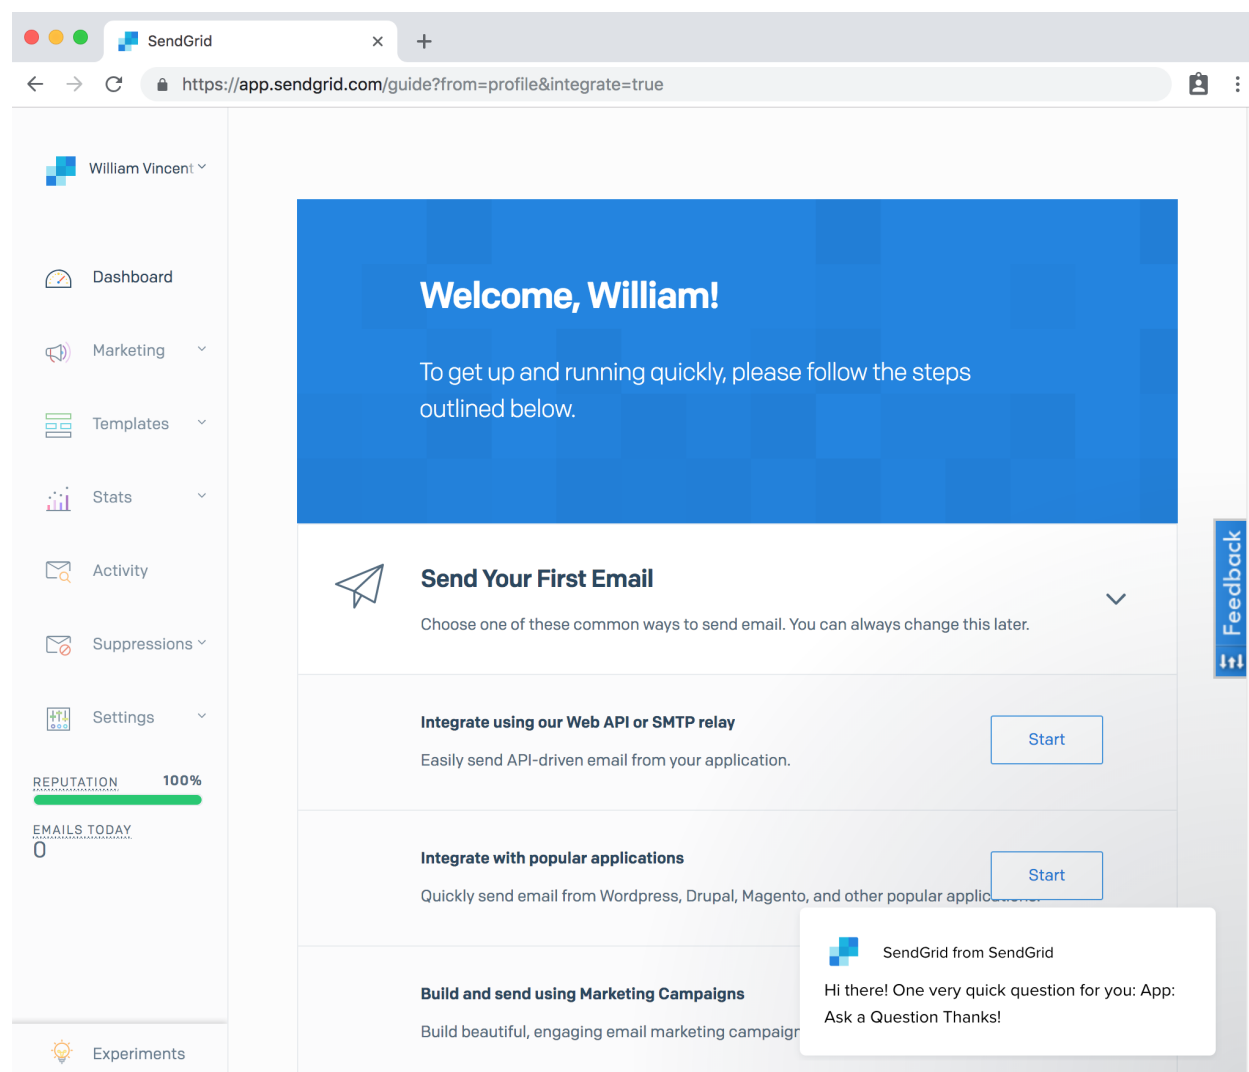 SendGrid
https://app.sendgrid.com/guide?from=profile&integrate=true
William Vincent
Dashboard
Marketing
Templates
Stats
Activity
Suppressions
Settings
REPUTATION 100%
EMAILS TODAY
0
Experiments
Welcome, William!
To get up and running quickly, please follow the steps
outlined below.
Send Your First Email
Choose one of these common ways to send email. You can always change this later.
Integrate using our Web API or SMTP relay
Easily send API-driven email from your application.
Start
Integrate with popular applications
Quickly send email from Wordpress, Drupal, Magento, and other popular
Start
Build and send using Marketing Campaigns
Build beautiful, engaging email marketing
Feedback
SendGrid from SendGrid
Hi there! One very quick question for you: App:
Ask a Question Thanks!